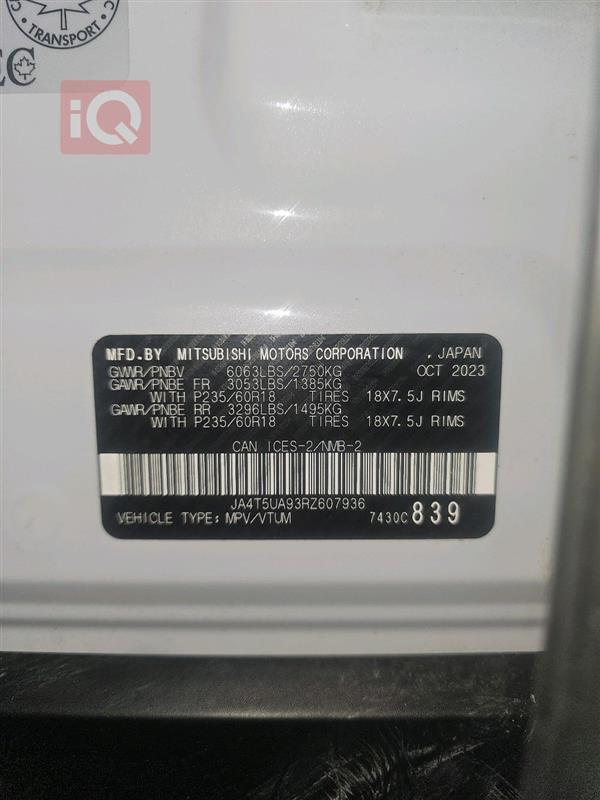 TRANSPORT
EC
iQ
MFD.BY MITSUBISHI MOTORS CORPORATION , JAPAN
GVWR/PNBV 6063LBS/2750KG OCT 2023
GAWR/PNBE FR 3053LBS/1385KG
WITH P235/60R18 TIRES 18X7.5J RIMS
GAWR/PNBE RR 3296LBS/1495KG
WITH P235/60R18 TIRES 18X7.5J RIMS
CAN ICES-2/NMB-2
JA4T5UA93RZ607936
VEHICLE TYPE: MPV/VTUM 7430C 839